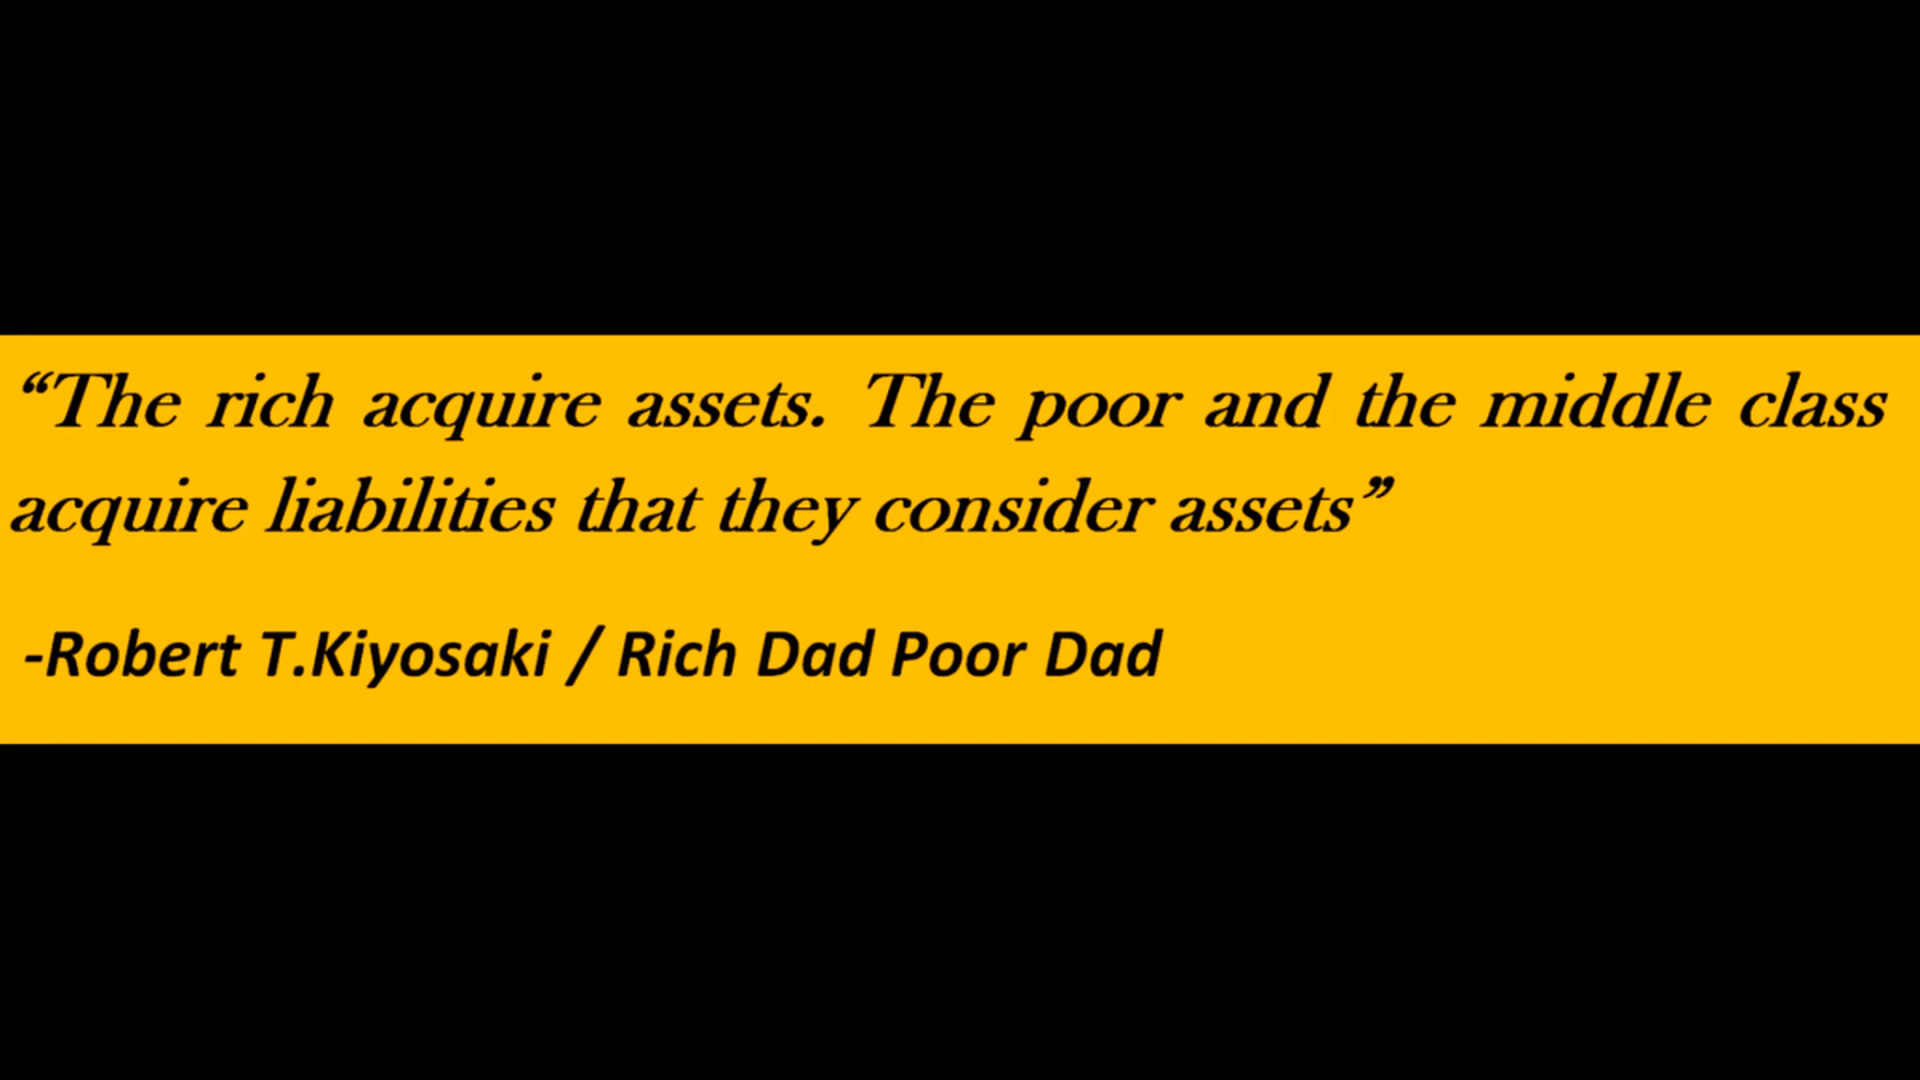 “The rich acquire assets. The poor and the middle class
acquire liabilities that they consider assets”
-Robert T.Kiyosaki / Rich Dad Poor Dad